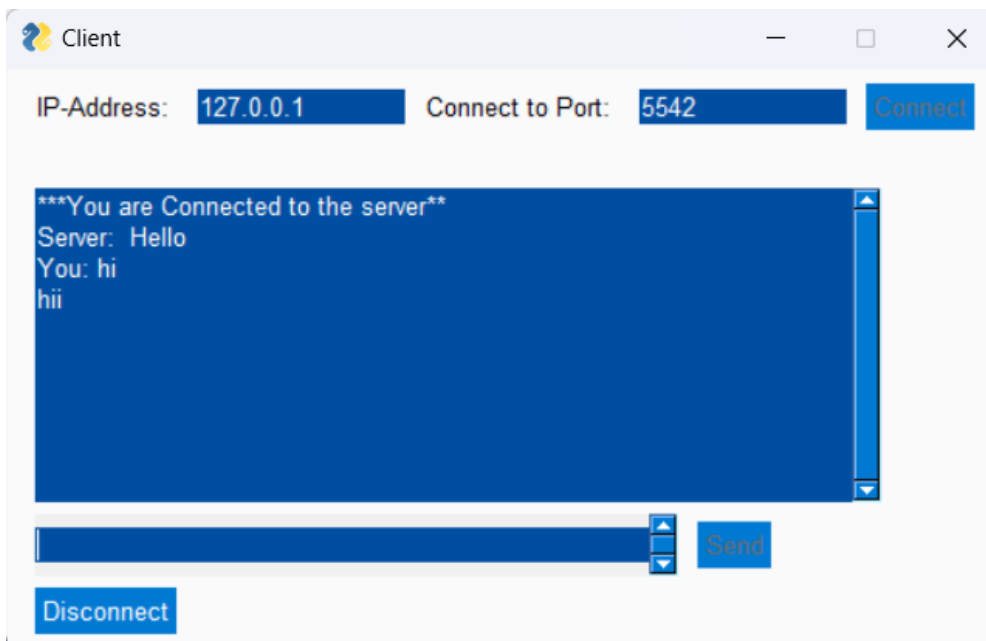 Client
IP-Address: 127.0.0.1 Connect to Port: 5542 Connect
***You are Connected to the server**
Server:  Hello
You: hi
hii
Send
Disconnect